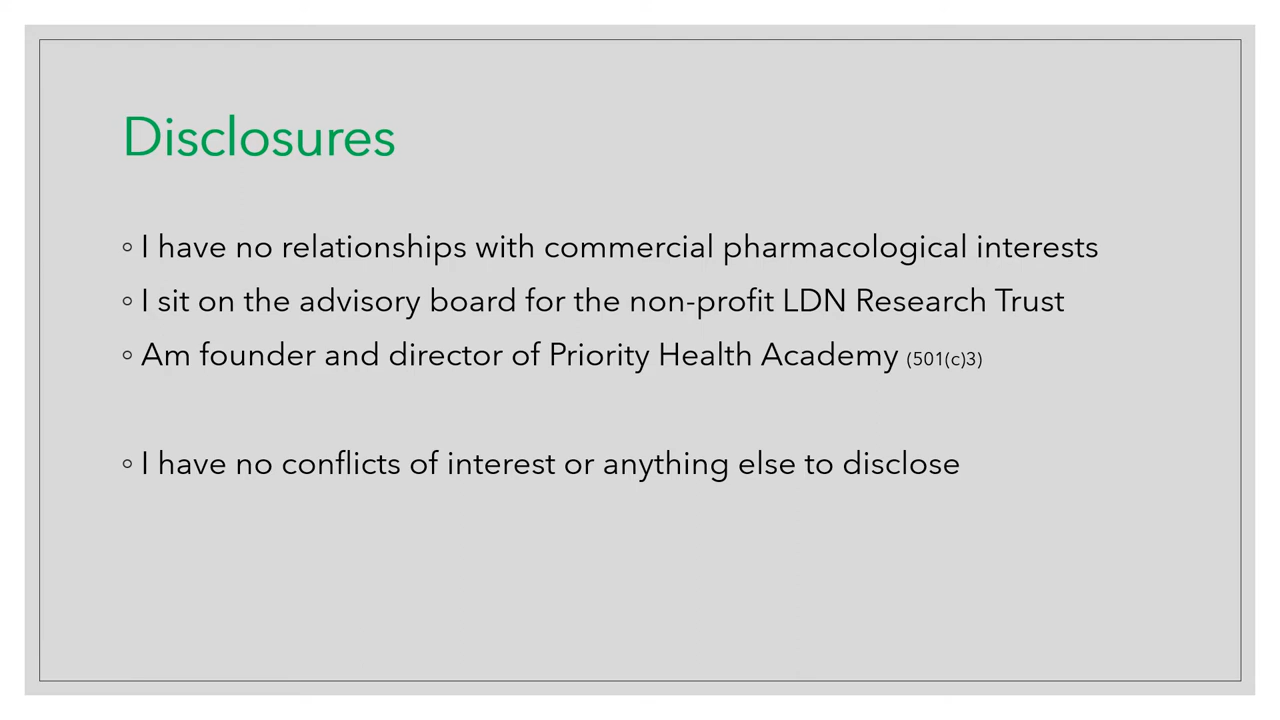 Disclosures
◦ I have no relationships with commercial pharmacological interests
◦ I sit on the advisory board for the non-profit LDN Research Trust
◦ Am founder and director of Priority Health Academy (501(c)3)
◦ I have no conflicts of interest or anything else to disclose